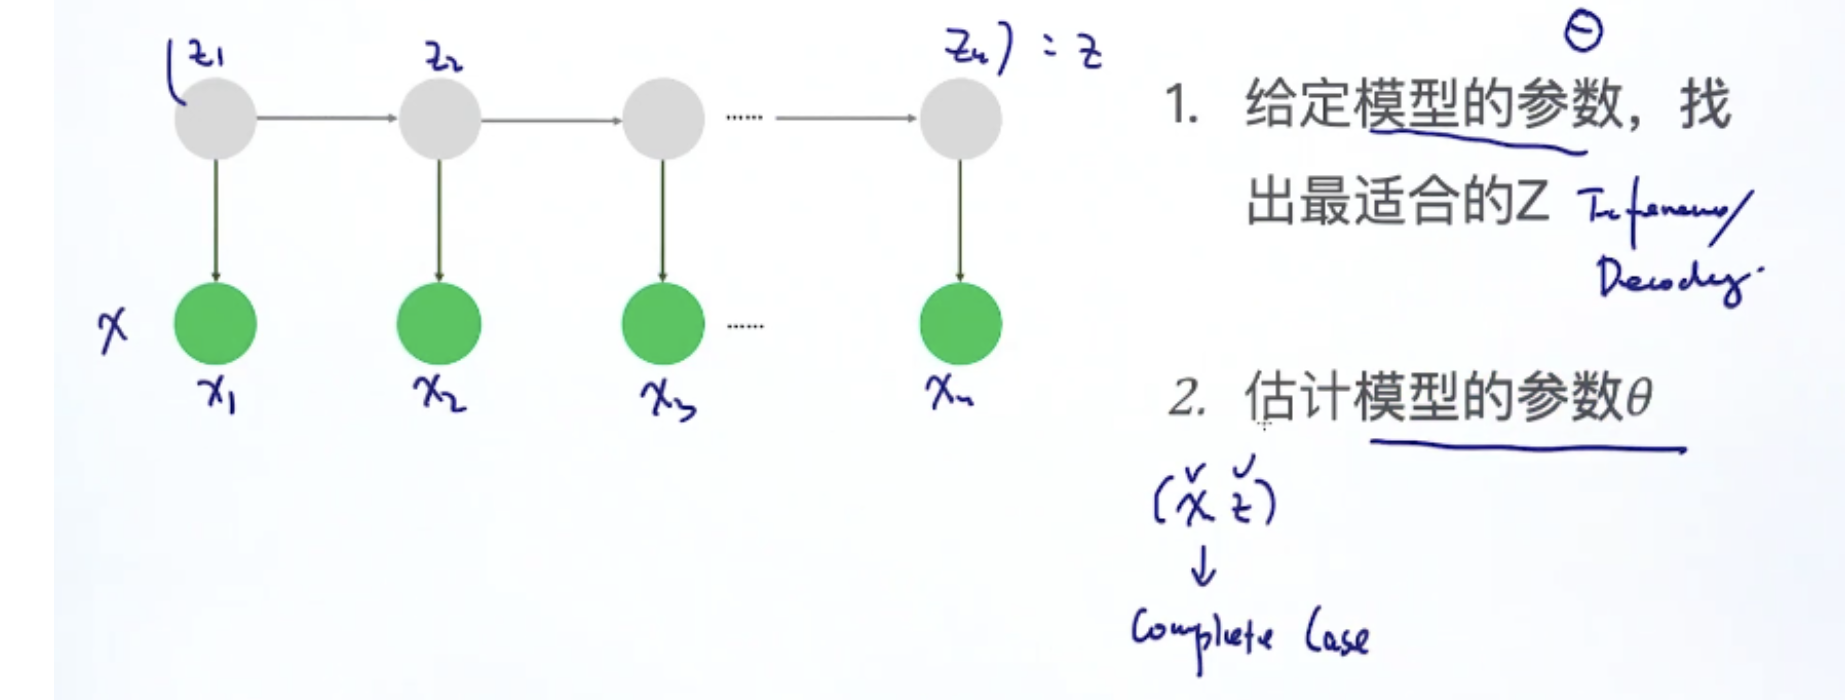 (z1 z2 zn) = z
θ
1. 给定模型的参数，找
出最适合的Z Inference/
Decoding.
x
x1 x2 x3 xn
2. 估计模型的参数θ
(x z)
↓
Complete Case